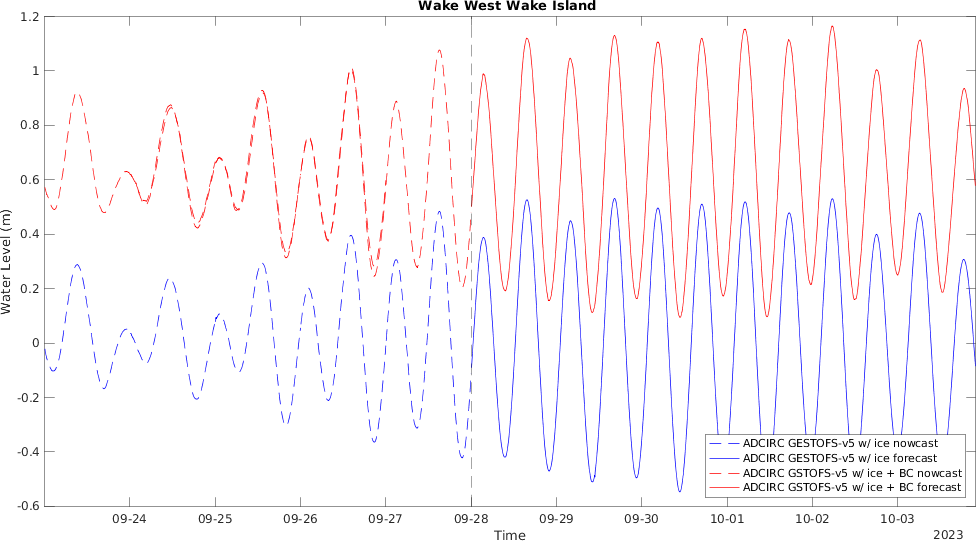 Wake West Wake Island
1.2
1
0.8
0.6
0.4
0.2
0
-0.2
-0.4
-0.6
Water Level (m)
ADCIRC GESTOFS-v5 w/ ice nowcast
ADCIRC GESTOFS-v5 w/ ice forecast
ADCIRC GSTOFS-v5 w/ ice + BC nowcast
ADCIRC GSTOFS-v5 w/ ice + BC forecast
09-24 09-25 09-26 09-27 09-28 09-29 09-30 10-01 10-02 10-03
Time
2023